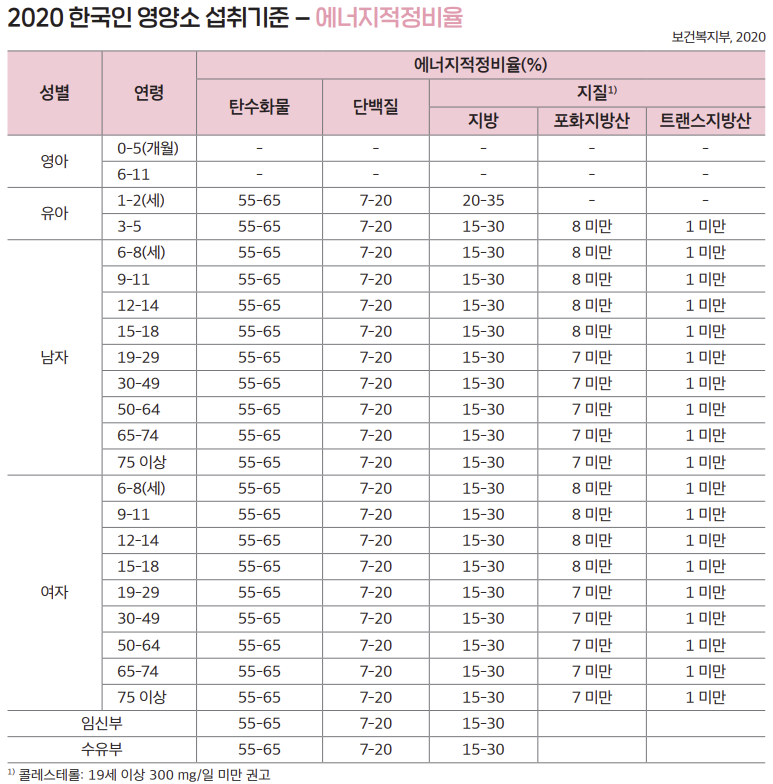 2020 한국인 영양소 섭취기준 – 에너지적정비율
보건복지부, 2020
성별 연령 에너지적정비율(%)
탄수화물 단백질 지질1)
지방 포화지방산 트랜스지방산
영아 0-5(개월) – – – – –
6-11 – – – – –
유아 1-2(세) 55-65 7-20 20-35 – –
3-5 55-65 7-20 15-30 8 미만 1 미만
남자 6-8(세) 55-65 7-20 15-30 8 미만 1 미만
9-11 55-65 7-20 15-30 8 미만 1 미만
12-14 55-65 7-20 15-30 8 미만 1 미만
15-18 55-65 7-20 15-30 8 미만 1 미만
19-29 55-65 7-20 15-30 7 미만 1 미만
30-49 55-65 7-20 15-30 7 미만 1 미만
50-64 55-65 7-20 15-30 7 미만 1 미만
65-74 55-65 7-20 15-30 7 미만 1 미만
75 이상 55-65 7-20 15-30 7 미만 1 미만
여자 6-8(세) 55-65 7-20 15-30 8 미만 1 미만
9-11 55-65 7-20 15-30 8 미만 1 미만
12-14 55-65 7-20 15-30 8 미만 1 미만
15-18 55-65 7-20 15-30 8 미만 1 미만
19-29 55-65 7-20 15-30 7 미만 1 미만
30-49 55-65 7-20 15-30 7 미만 1 미만
50-64 55-65 7-20 15-30 7 미만 1 미만
65-74 55-65 7-20 15-30 7 미만 1 미만
75 이상 55-65 7-20 15-30 7 미만 1 미만
임신부 55-65 7-20 15-30
수유부 55-65 7-20 15-30
1) 콜레스테롤: 19세 이상 300 mg/일 미만 권고